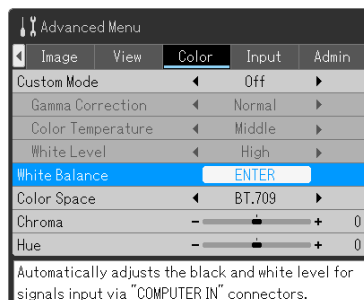 Advanced Menu
Image View Color Input Admin
Custom Mode Off
Gamma Correction Normal
Color Temperature Middle
White Level High
White Balance ENTER
Color Space BT.709
Chroma - + 0
Hue - + 0
Automatically adjusts the black and white level for
signals input via "COMPUTER IN" connectors.